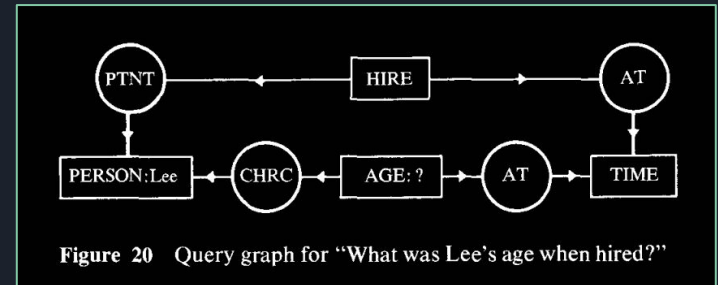 PTNT HIRE AT
PERSON:Lee CHRC AGE: ? AT TIME
Figure 20 Query graph for “What was Lee’s age when hired?”